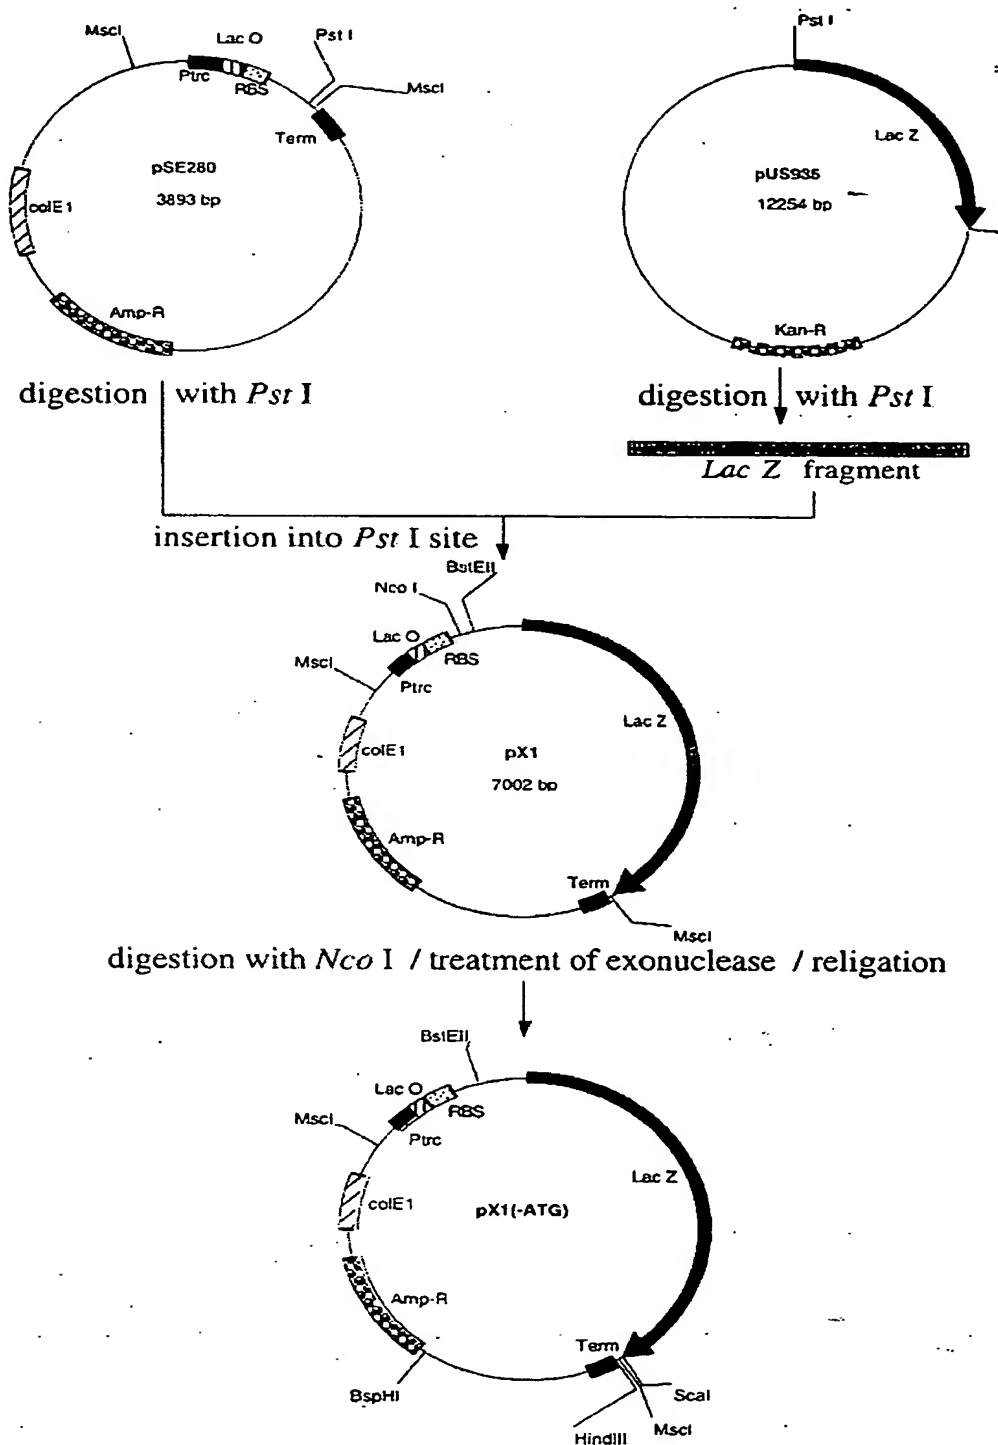 MscI
Lac O
Pst I
Ptrc
RBS
MscI
Term
pSE280
3893 bp
colE1
Amp-R
Pst I
Lac Z
pUS935
12254 bp
Kan-R
digestion with Pst I
digestion with Pst I
Lac Z fragment
insertion into Pst I site
BstEII
Nco I
Lac O
RBS
MscI
Ptrc
Lac Z
colE1
pX1
7002 bp
Amp-R
Term
MscI
digestion with Nco I / treatment of exonuclease / religation
BstEII
Lac O
RBS
MscI
Ptrc
Lac Z
colE1
pX1(-ATG)
Amp-R
Term
BspHI
ScaI
MscI
HindIII